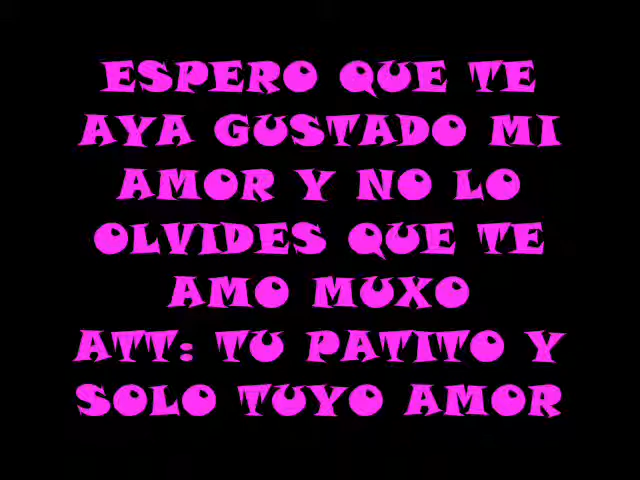 ESPERO QUE TE
AYA GUSTADO MI
AMOR Y NO LO
OLVIDES QUE TE
AMO MUXO
ATT: TU PATITO Y
SOLO TUYO AMOR